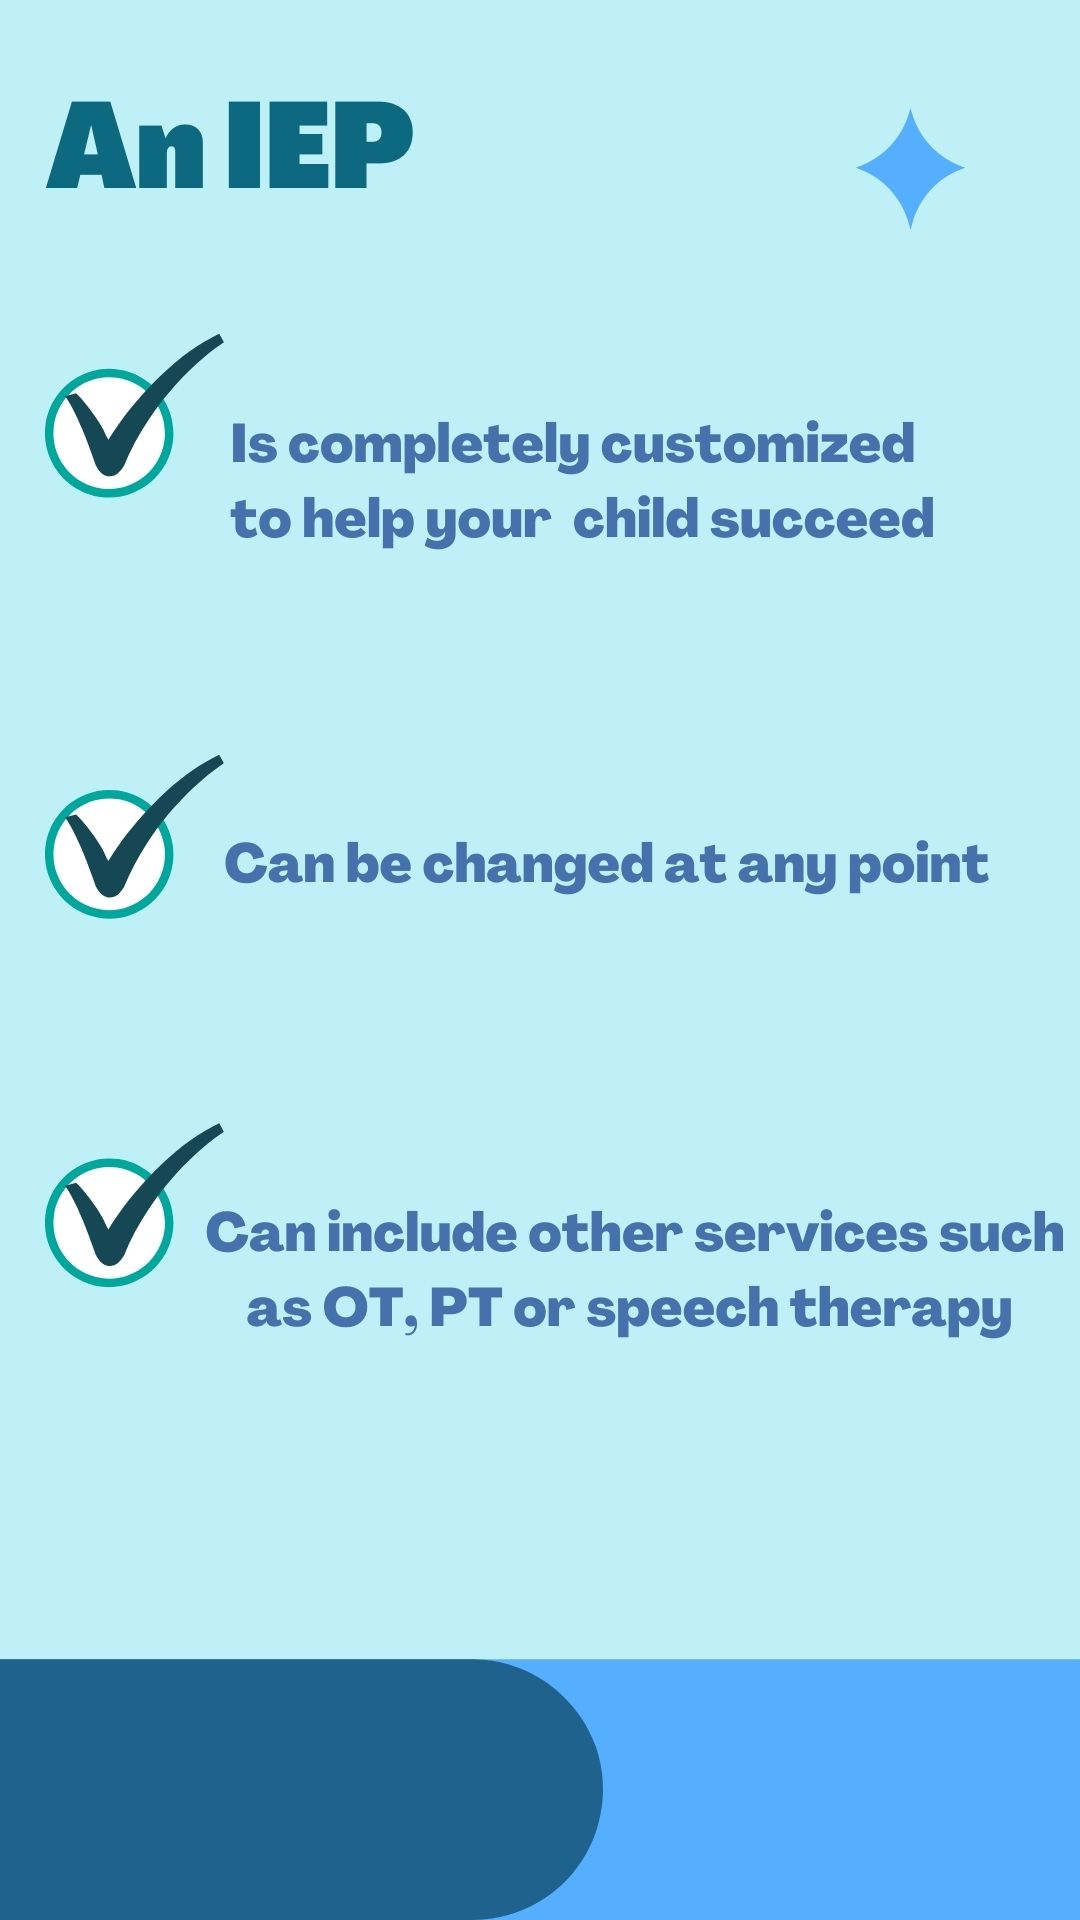 An IEP
Is completely customized
to help your  child succeed
Can be changed at any point
Can include other services such
as OT, PT or speech therapy